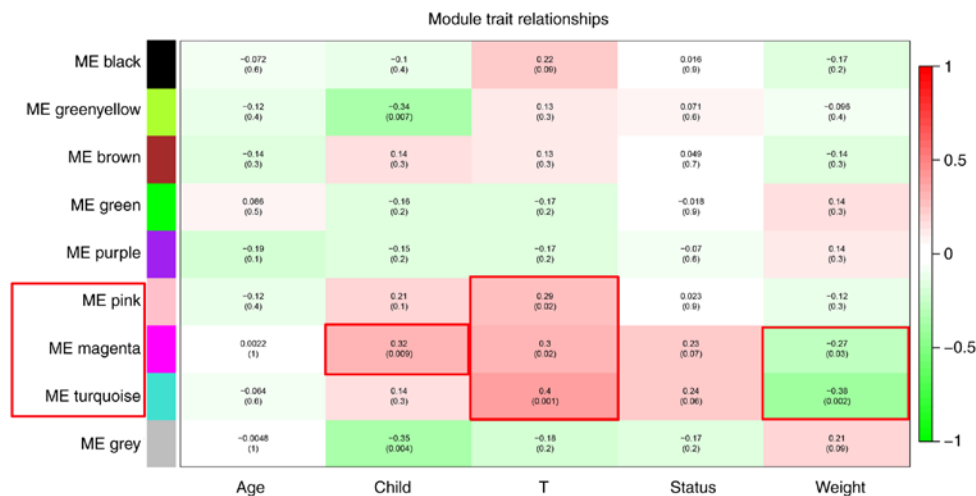 Module trait relationships
ME black
−0.072 −0.1 0.22 0.016 −0.17
(0.6) (0.4) (0.09) (0.9) (0.2)
ME greenyellow
−0.12 −0.34 0.13 0.071 −0.096
(0.4) (0.007) (0.3) (0.6) (0.4)
ME brown
−0.14 0.14 0.13 0.049 −0.14
(0.3) (0.3) (0.3) (0.7) (0.3)
ME green
0.086 −0.16 −0.17 −0.018 0.14
(0.5) (0.2) (0.2) (0.9) (0.3)
ME purple
−0.19 −0.15 −0.17 −0.07 0.14
(0.1) (0.2) (0.2) (0.6) (0.3)
ME pink
−0.12 0.21 0.29 0.023 −0.12
(0.4) (0.1) (0.02) (0.9) (0.3)
ME magenta
0.0022 0.32 0.3 0.23 −0.27
(1) (0.009) (0.02) (0.07) (0.03)
ME turquoise
−0.064 0.14 0.4 0.24 −0.38
(0.6) (0.3) (0.001) (0.06) (0.002)
ME grey
−0.0048 −0.35 −0.18 −0.17 0.21
(1) (0.004) (0.2) (0.2) (0.09)
Age Child T Status Weight
1
0.5
0
−0.5
−1